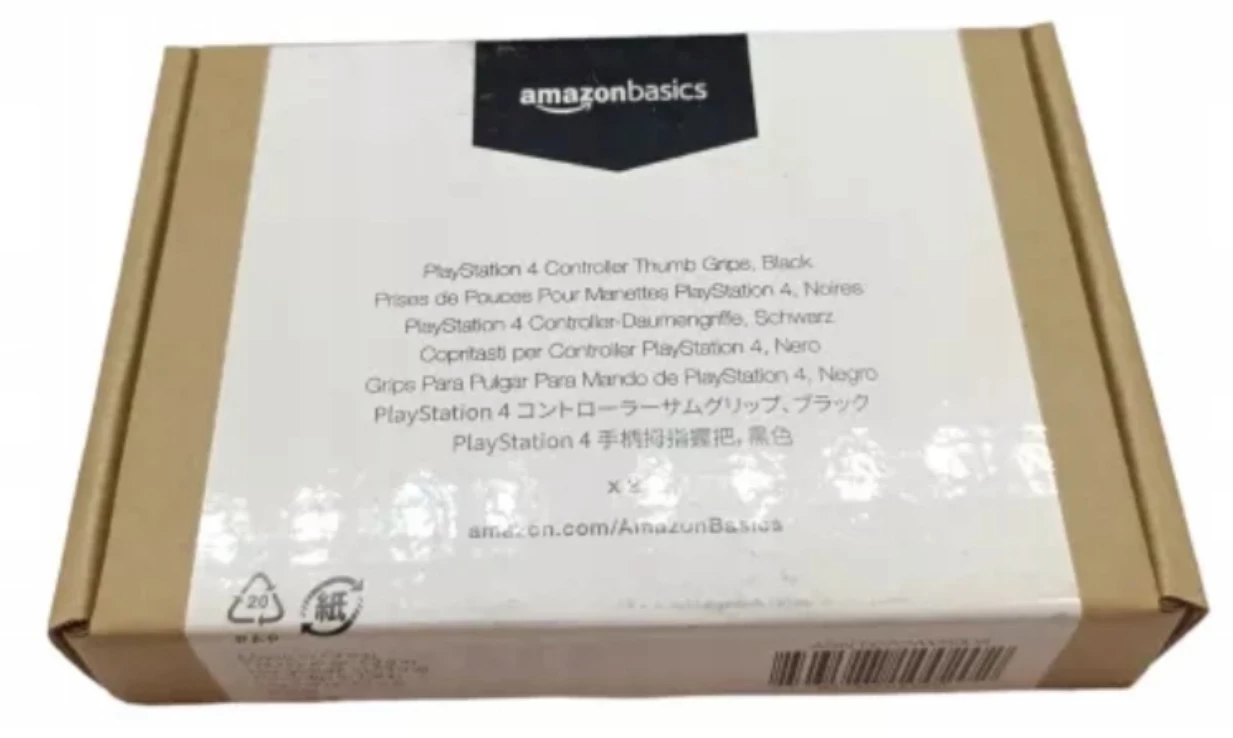 amazonbasics
PlayStation 4 Controller Thumb Grips, Black
Prises de Pouces Pour Manettes PlayStation 4, Noires
PlayStation 4 Controller-Daumengriffe, Schwarz
Copritasti per Controller PlayStation 4, Nero
Grips Para Pulgar Para Mando de PlayStation 4, Negro
PlayStation 4 コントローラーサムグリップ、ブラック
PlayStation 4 手柄拇指握把，黑色
x
amazon.com/AmazonBasics
20 紙
PAP